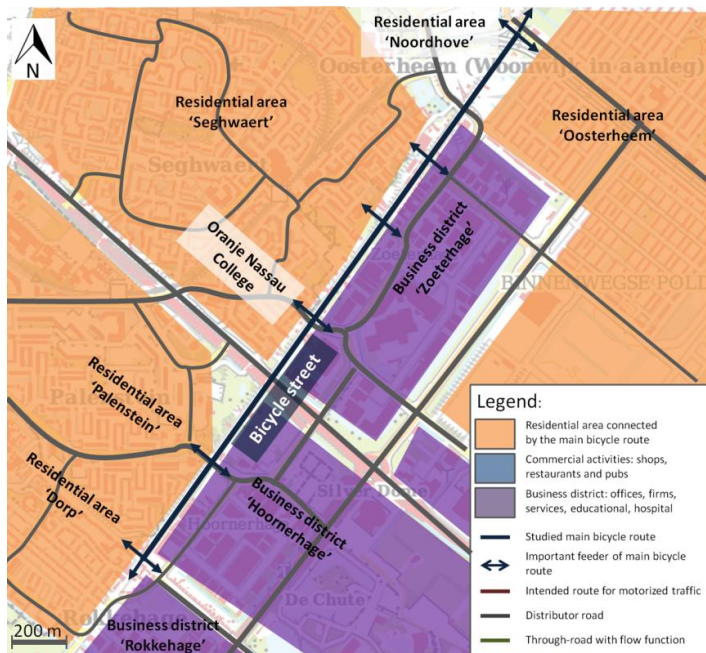 Residential area
‘Noordhove’
N
Oosterheem (Woonwijk in aanleg)
Residential area
‘Seghwaert’
Residential area
‘Oosterheem’
Seghwaert
Oranje Nassau
College
Business district
‘Zoeterhage’
BINNENWEGSE POLD
Bicycle street
Residential area
‘Palenstein’
Residential area
‘Dorp’
Business district
‘Hoornerhage’
Silver Dome
Hoornerhage
De Chute
Business district
‘Rokkehage’
200 m
Legend:
Residential area connected
by the main bicycle route
Commercial activities: shops,
restaurants and pubs
Business district: offices, firms,
services, educational, hospital
Studied main bicycle route
Important feeder of main bicycle
route
Intended route for motorized traffic
Distributor road
Through-road with flow function